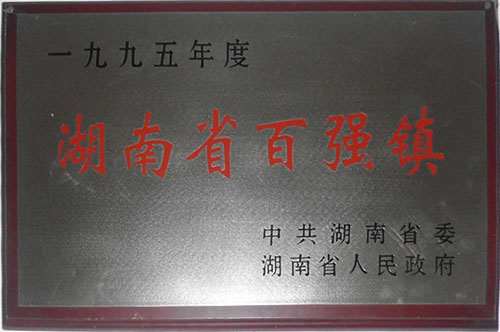 一九九五年度
湖南省百强镇
中共湖南省委
湖南省人民政府